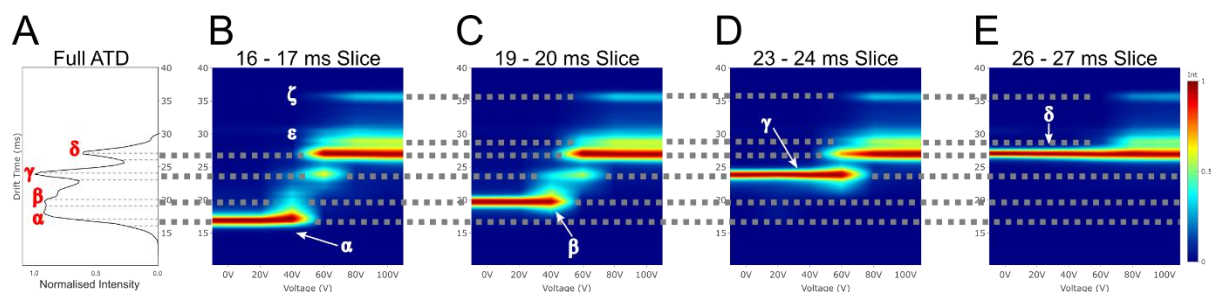 A
Full ATD
Drift Time (ms)
40
35
30
25
20
15
δ
γ
β
α
1.0
0.5
0.0
Normalised Intensity
B
16 - 17 ms Slice
40
35
30
25
20
15
ζ
ε
α
0V
20V
40V
60V
80V
100V
Voltage (V)
C
19 - 20 ms Slice
40
35
30
25
20
15
β
0V
20V
40V
60V
80V
100V
Voltage (V)
D
23 - 24 ms Slice
40
35
30
25
20
15
γ
0V
20V
40V
60V
80V
100V
Voltage (V)
E
26 - 27 ms Slice
40
35
30
25
20
15
δ
0V
20V
40V
60V
80V
100V
Voltage (V)
Int
1
0.5
0